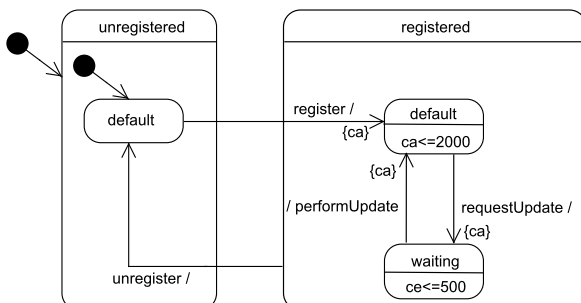 unregistered
registered
default
register /
{ca}
default
ca<=2000
{ca}
/ performUpdate
requestUpdate /
{ca}
unregister /
waiting
ce<=500